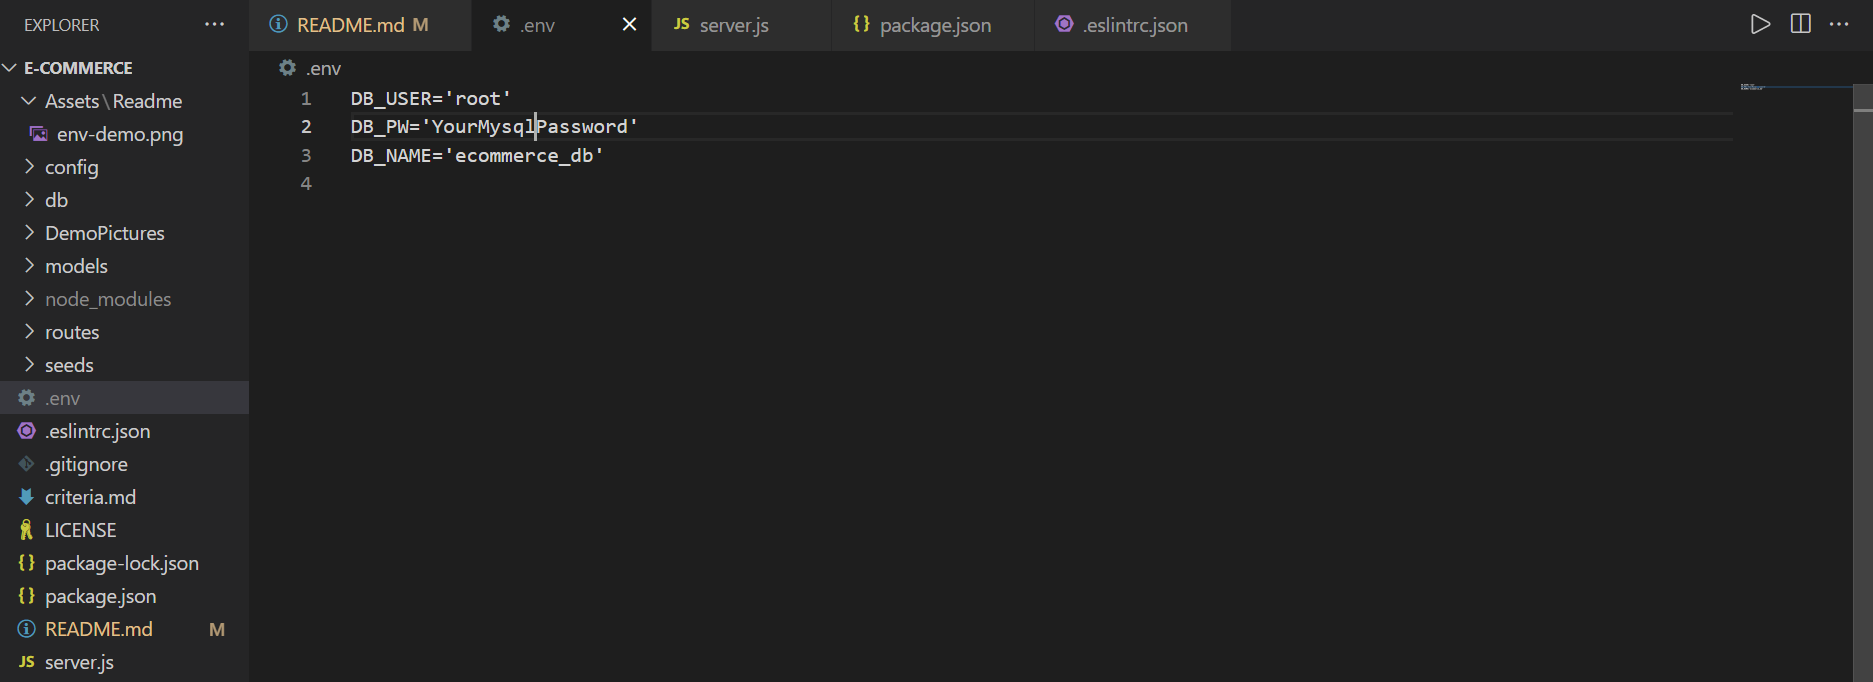 EXPLORER ···
E-COMMERCE
Assets\Readme
env-demo.png
config
db
DemoPictures
models
node_modules
routes
seeds
.env
.eslintrc.json
.gitignore
criteria.md
LICENSE
{} package-lock.json
{} package.json
README.md M
JS server.js
README.md M
.env
JS server.js
{} package.json
.eslintrc.json
.env
1 DB_USER='root'
2 DB_PW='YourMysqlPassword'
3 DB_NAME='ecommerce_db'
4